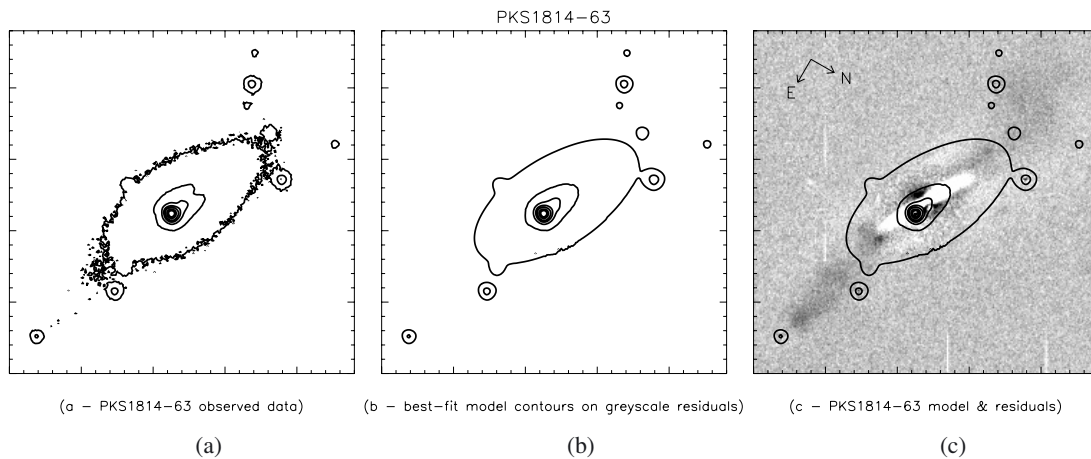 PKS1814−63
E
N
(a − PKS1814−63 observed data)
(b − best−fit model contours on greyscale residuals)
(c − PKS1814−63 model & residuals)
(a)
(b)
(c)